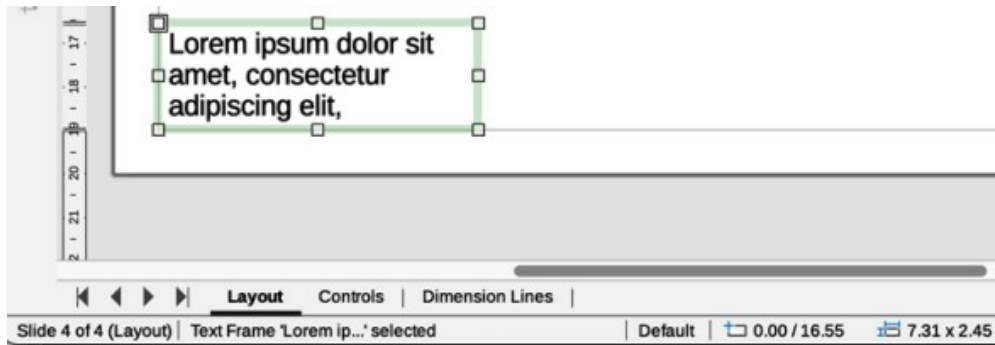 17
Lorem ipsum dolor sit
amet, consectetur
18
adipiscing elit,
19
20
21
Layout Controls | Dimension Lines |
Slide 4 of 4 (Layout) | Text Frame 'Lorem ip...' selected | Default | 0.00 / 16.55 7.31 x 2.45